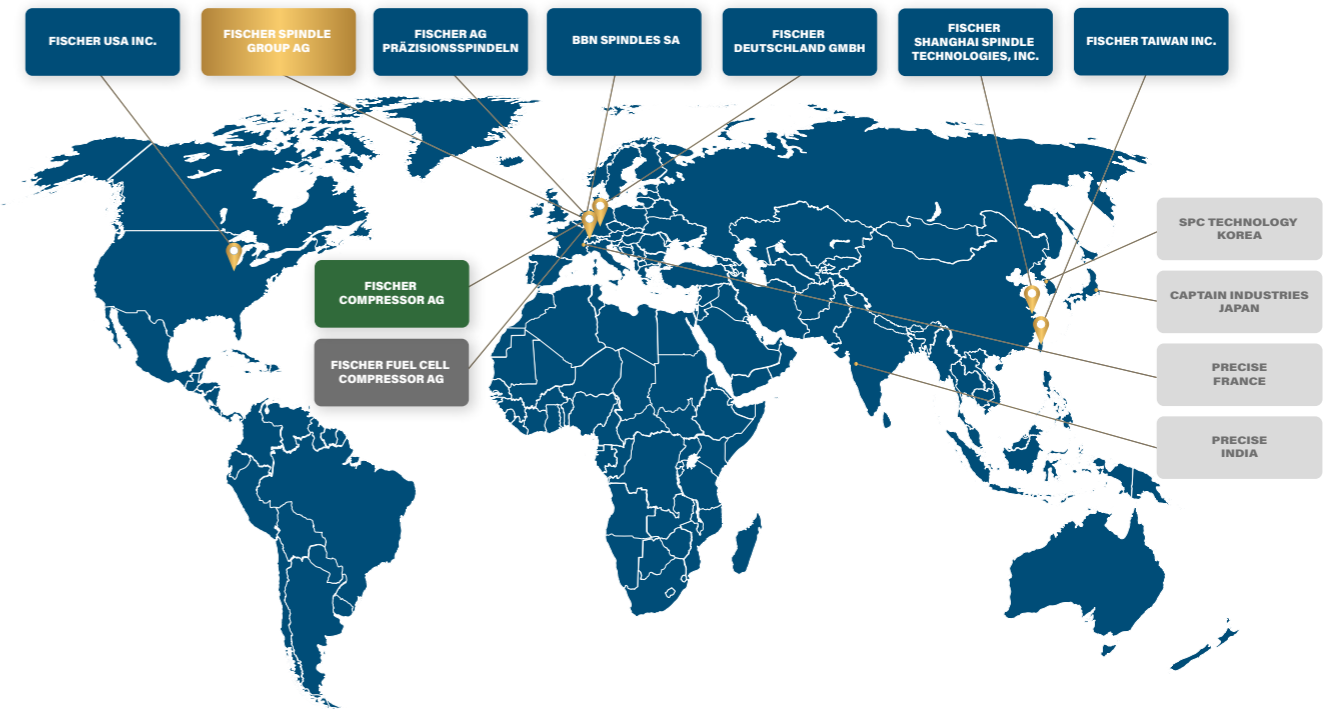 FISCHER USA INC.
FISCHER SPINDLE
GROUP AG
FISCHER AG
PRÄZISIONSSPINDELN
BBN SPINDLES SA
FISCHER
DEUTSCHLAND GMBH
FISCHER
SHANGHAI SPINDLE
TECHNOLOGIES, INC.
FISCHER TAIWAN INC.
SPC TECHNOLOGY
KOREA
FISCHER
COMPRESSOR AG
CAPTAIN INDUSTRIES
JAPAN
FISCHER FUEL CELL
COMPRESSOR AG
PRECISE
FRANCE
PRECISE
INDIA